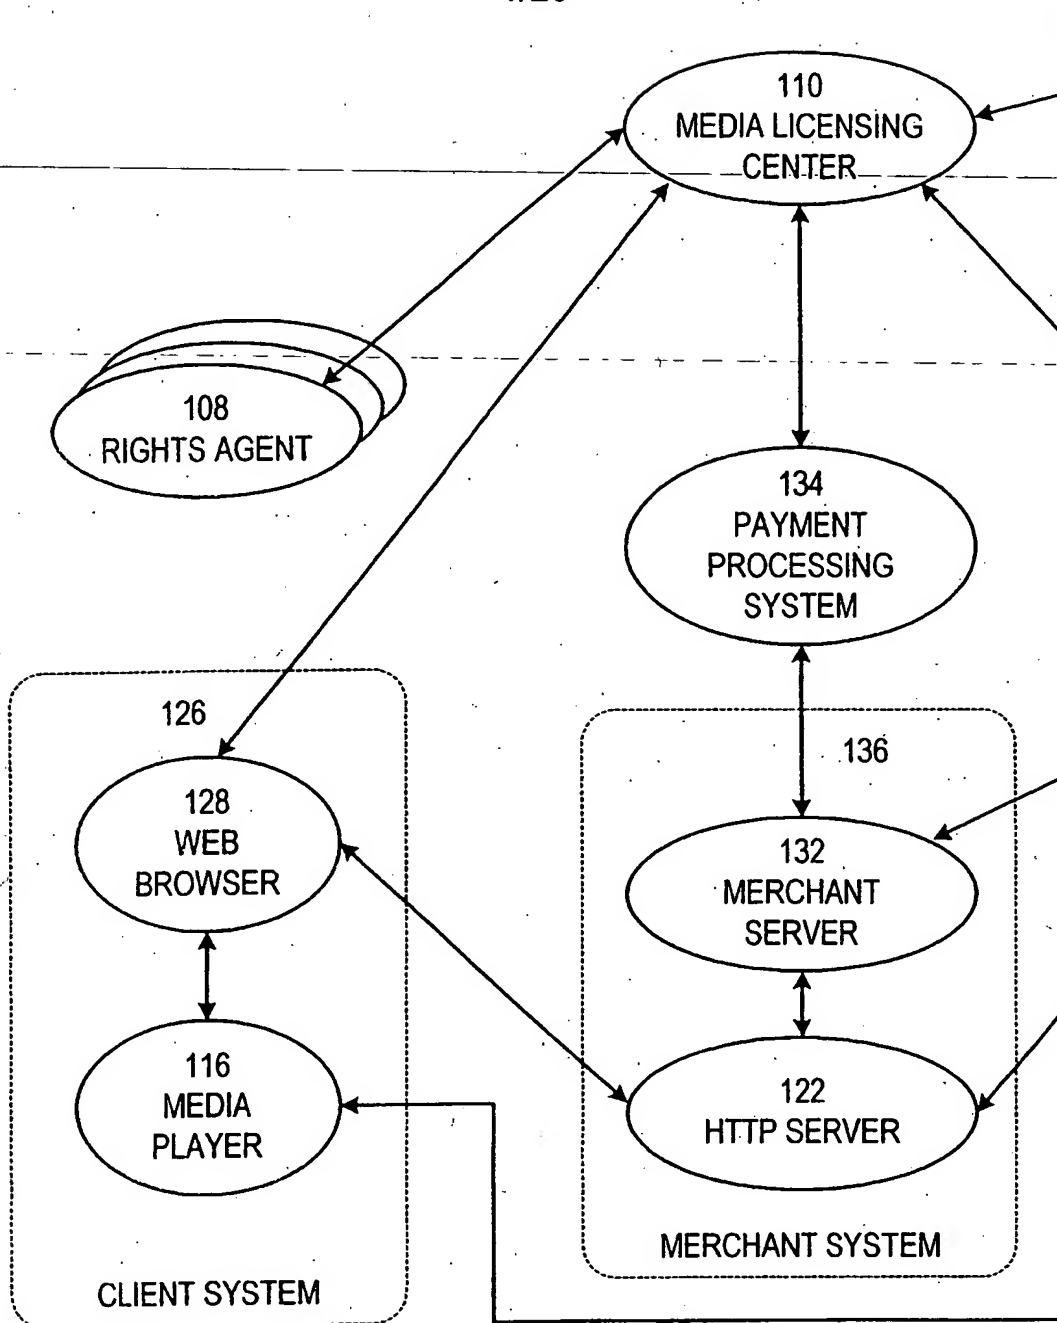 110
MEDIA LICENSING
CENTER
108
RIGHTS AGENT
134
PAYMENT
PROCESSING
SYSTEM
126
136
128
WEB
BROWSER
132
MERCHANT
SERVER
116
MEDIA
PLAYER
122
HTTP SERVER
MERCHANT SYSTEM
CLIENT SYSTEM